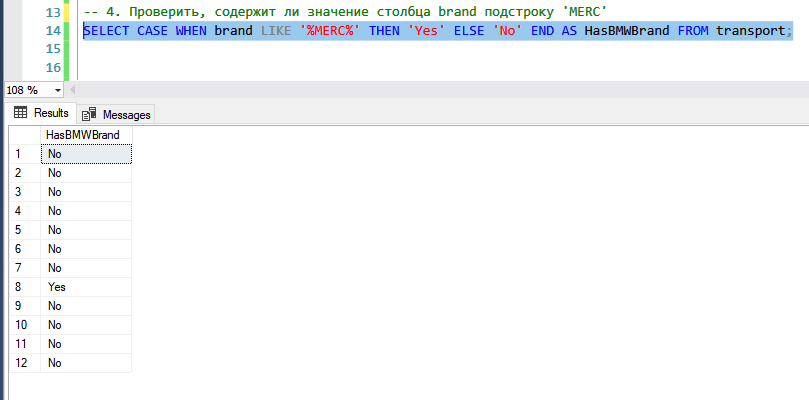 13 -- 4. Проверить, содержит ли значение столбца brand подстроку 'MERC'
14 SELECT CASE WHEN brand LIKE '%MERC%' THEN 'Yes' ELSE 'No' END AS HasBMWBrand FROM transport;
15
16
108 %
Results Messages
HasBMWBrand
1 No
2 No
3 No
4 No
5 No
6 No
7 No
8 Yes
9 No
10 No
11 No
12 No